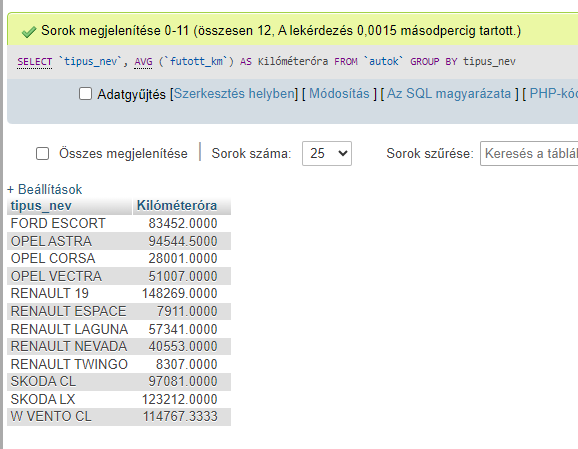 Sorok megjelenítése 0-11 (összesen 12, A lekérdezés 0,0015 másodpercig tartott.)
SELECT `tipus_nev`, AVG (`futott_km`) AS Kilóméteróra FROM `autok` GROUP BY tipus_nev
Adatgyűjtés [Szerkesztés helyben] [ Módosítás ] [ Az SQL magyarázata ] [ PHP-kó
Összes megjelenítése Sorok száma: 25 Sorok szűrése: Keresés a táblá
+ Beállítások
tipus_nev Kilóméteróra
FORD ESCORT 83452.0000
OPEL ASTRA 94544.5000
OPEL CORSA 28001.0000
OPEL VECTRA 51007.0000
RENAULT 19 148269.0000
RENAULT ESPACE 7911.0000
RENAULT LAGUNA 57341.0000
RENAULT NEVADA 40553.0000
RENAULT TWINGO 8307.0000
SKODA CL 97081.0000
SKODA LX 123212.0000
W VENTO CL 114767.3333